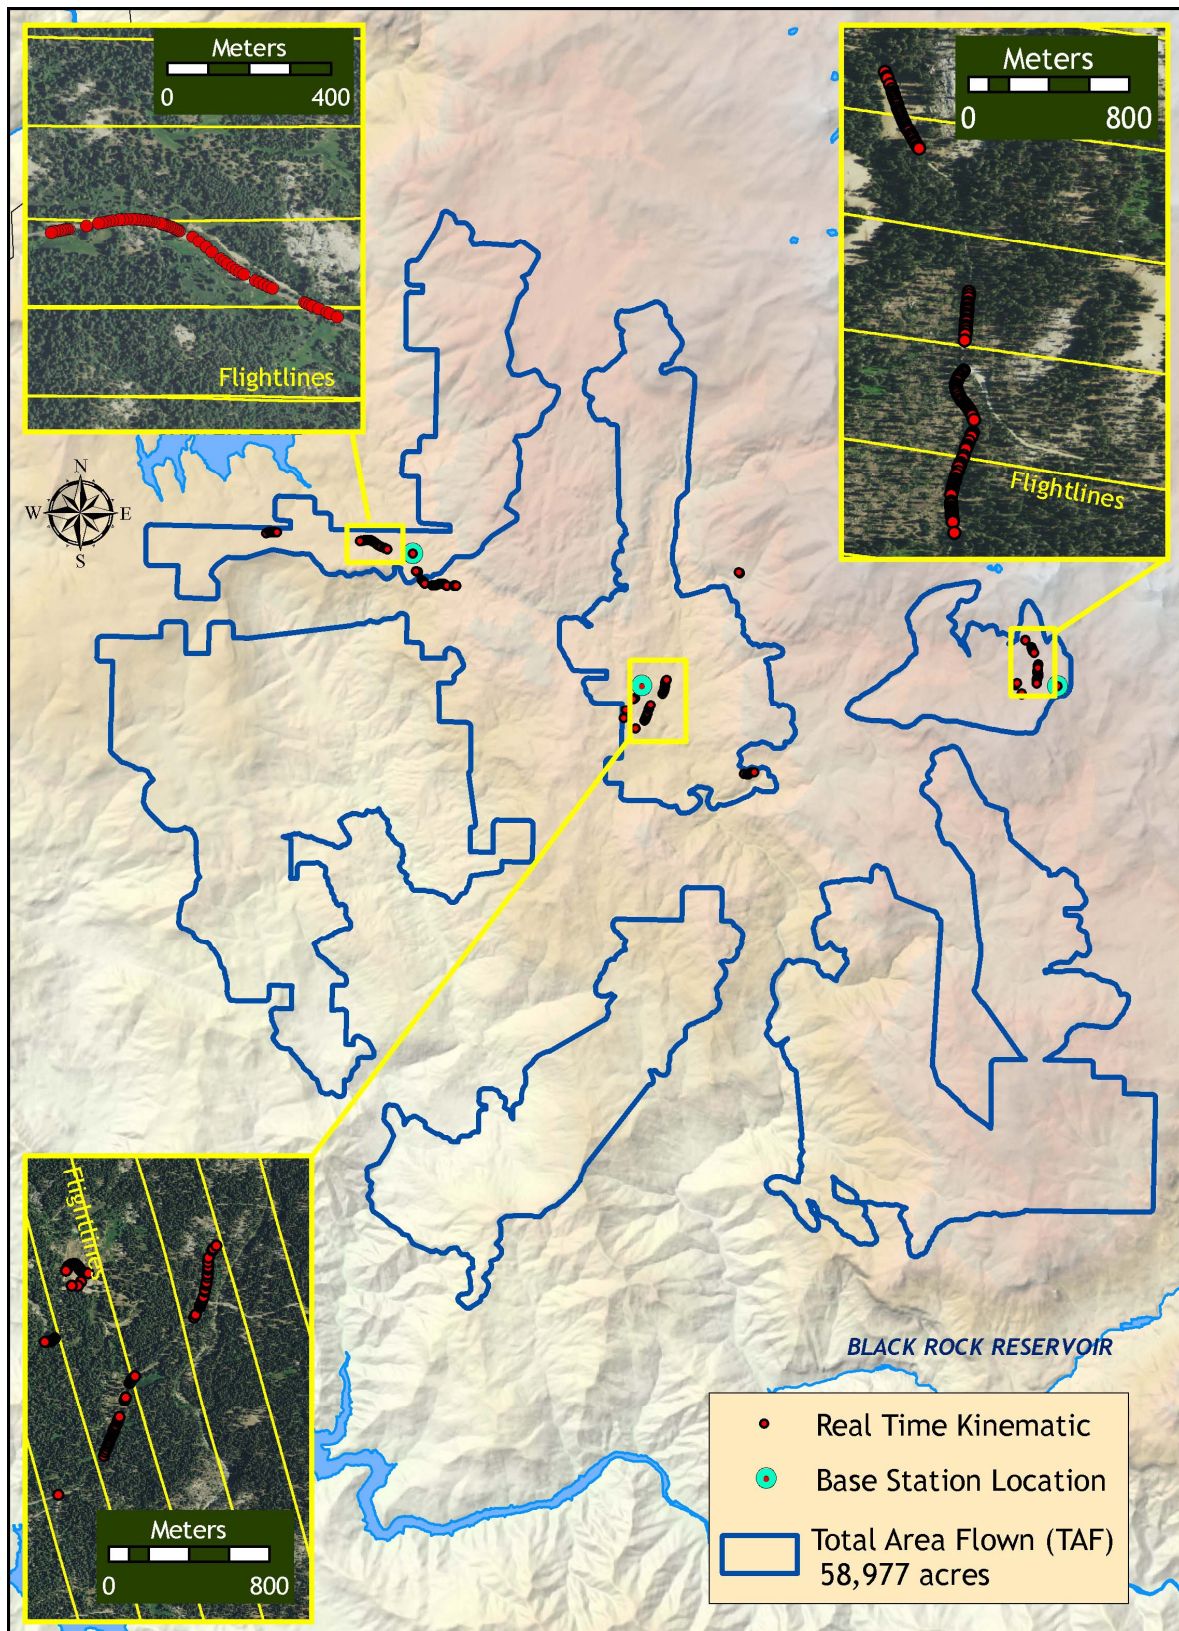 Meters
0 400
Flightlines
Meters
0 800
Flightlines
N
W E
S
Flightlines
Meters
0 800
BLACK ROCK RESERVOIR
Real Time Kinematic
Base Station Location
Total Area Flown (TAF)
58,977 acres